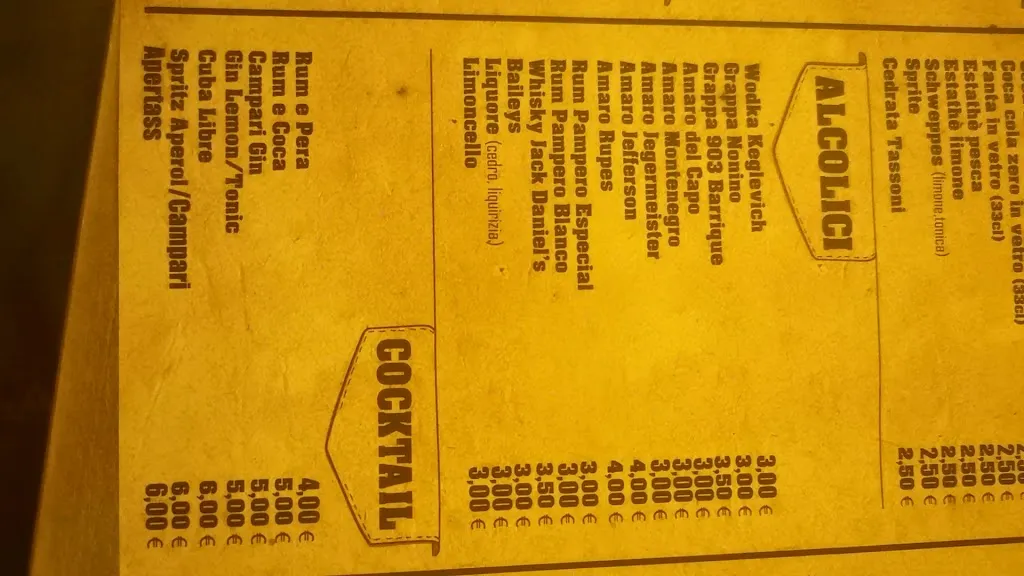 Coca cola zero in vetro (33cl)
Fanta in vetro (33cl) 2,50 €
Estathè pesca 2,50 €
Estathè limone 2,50 €
Schweppes (limone,tonica) 2,50 €
Sprite 2,50 €
Cedrata Tassoni 2,50 €
ALCOLICI
Wodka Keglevich 3,00 €
Grappa Nonino 3,00 €
Grappa 903 Barrique 3,50 €
Amaro del Capo 3,00 €
Amaro Montenegro 3,00 €
Amaro Jegermeister 3,00 €
Amaro Jefferson 4,00 €
Amaro Rupes 4,00 €
Rum Pampero Especial 3,00 €
Rum Pampero Blanco 3,00 €
Whisky Jack Daniel's 3,50 €
Baileys 3,00 €
Liquore (cedro, liquirizia) 3,00 €
Limoncello 3,00 €
COCKTAIL
Rum e Pera 4,00 €
Rum e Coca 5,00 €
Campari Gin 5,00 €
Gin Lemon/Tonic 5,00 €
Cuba Libre 6,00 €
Spritz Aperol/Campari 6,00 €
Apertass 6,00 €